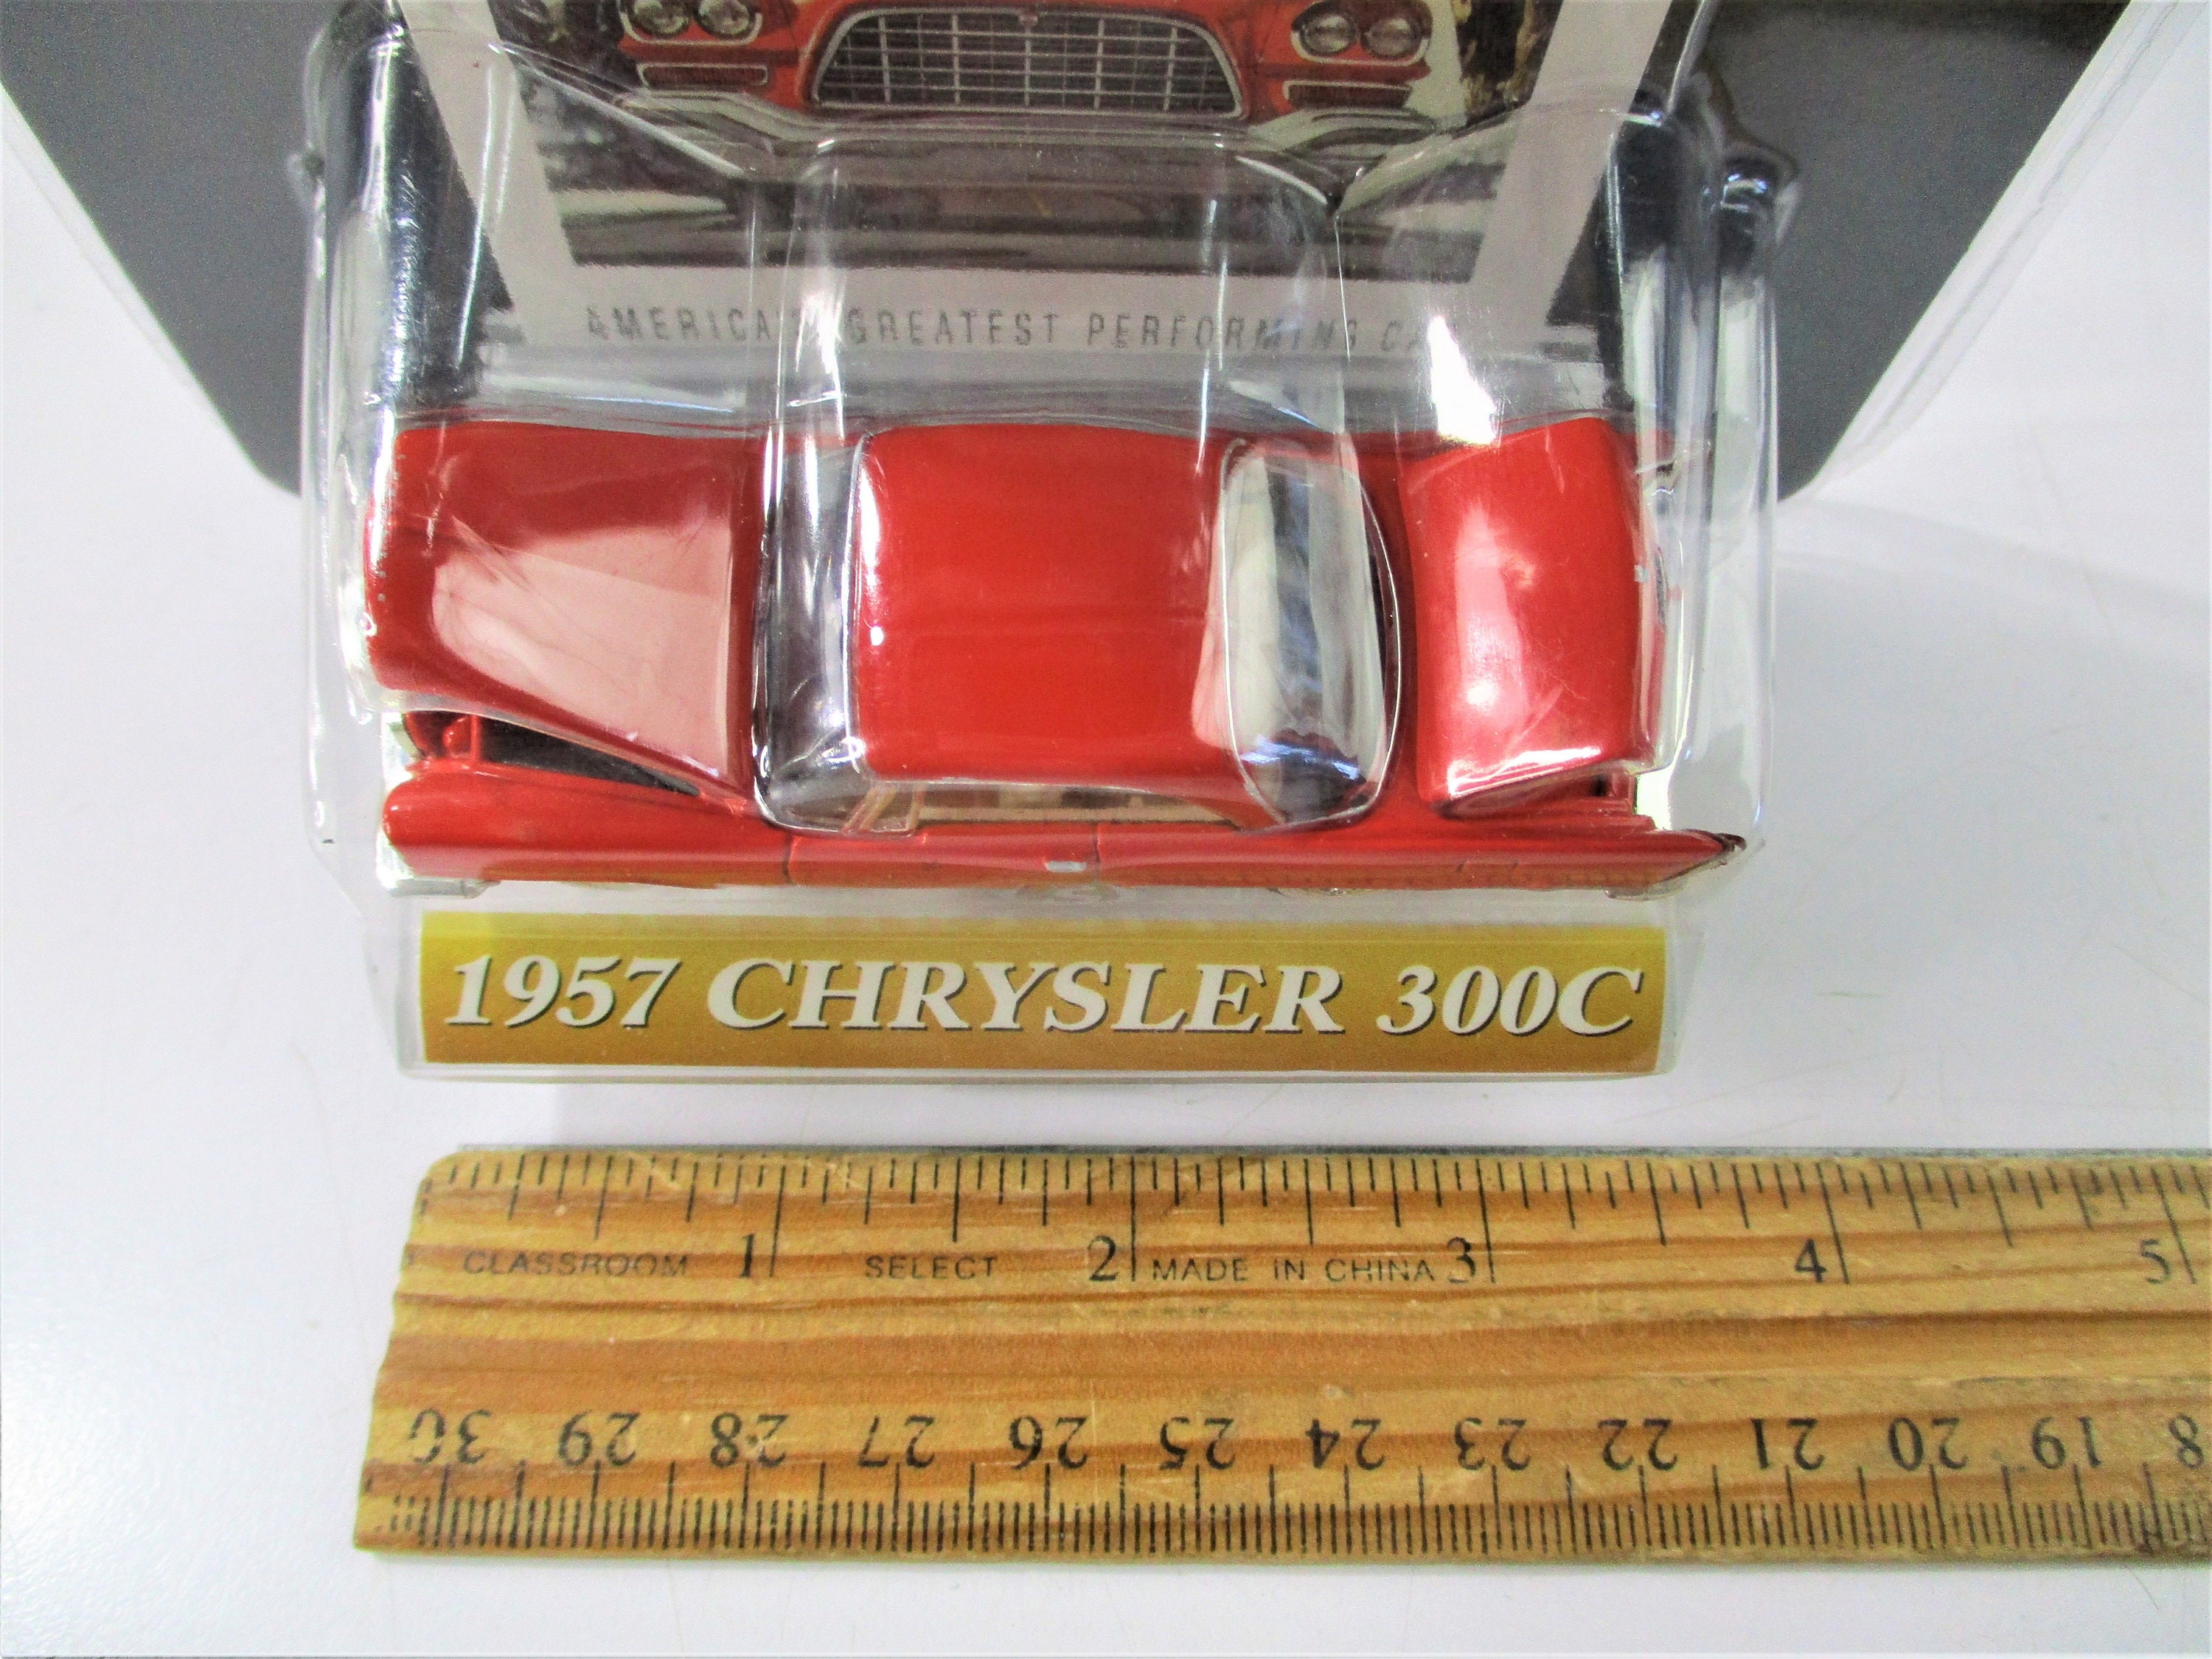 AMERICA'S GREATEST PERFORMING CAR
1957 CHRYSLER 300C
CLASSROOM 1 SELECT 2 MADE IN CHINA 3 4 5
30 29 28 27 26 25 24 23 22 21 20 19 18